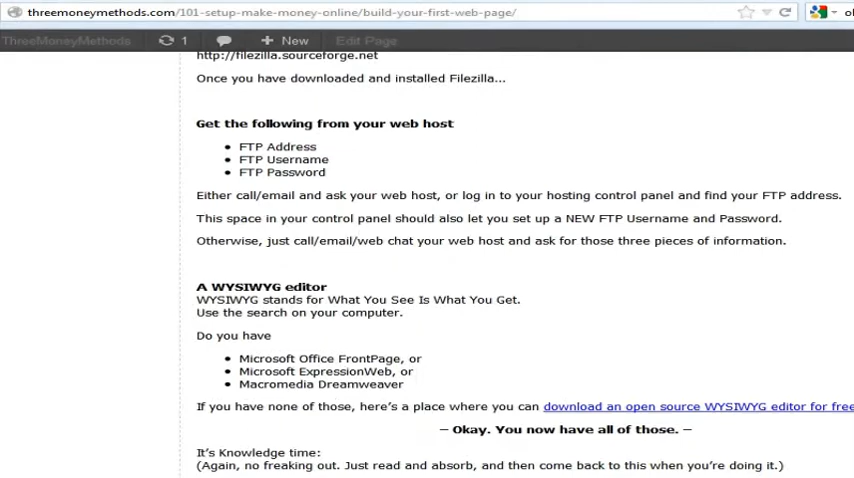 threemoneymethods.com/101-setup-make-money-online/build-your-first-web-page/
ThreeMoneyMethods 1 New Edit Page
http://filezilla.sourceforge.net
Once you have downloaded and installed Filezilla...
Get the following from your web host
• FTP Address
• FTP Username
• FTP Password
Either call/email and ask your web host, or log in to your hosting control panel and find your FTP address.
This space in your control panel should also let you set up a NEW FTP Username and Password.
Otherwise, just call/email/web chat your web host and ask for those three pieces of information.
A WYSIWYG editor
WYSIWYG stands for What You See Is What You Get.
Use the search on your computer.
Do you have
• Microsoft Office FrontPage, or
• Microsoft ExpressionWeb, or
• Macromedia Dreamweaver
If you have none of those, here's a place where you can download an open source WYSIWYG editor for free
— Okay. You now have all of those. —
It's Knowledge time:
(Again, no freaking out. Just read and absorb, and then come back to this when you're doing it.)